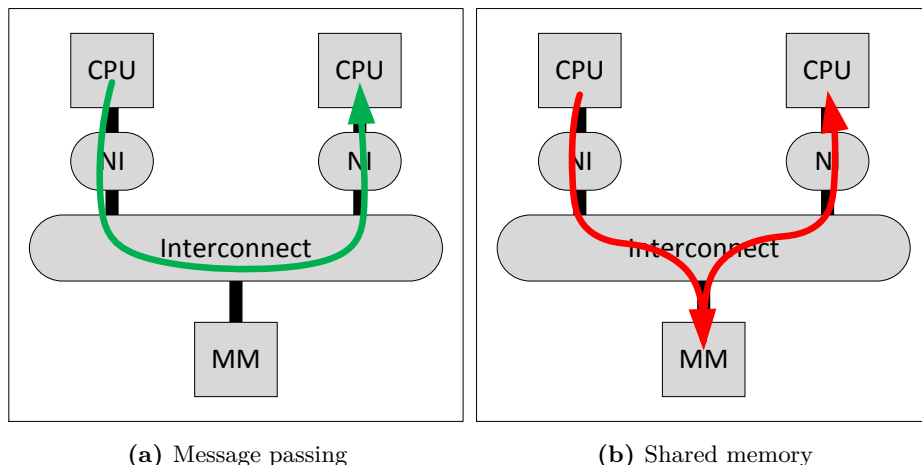 CPU CPU CPU CPU
NI NI NI NI
Interconnect Interconnect
MM MM
(a) Message passing (b) Shared memory